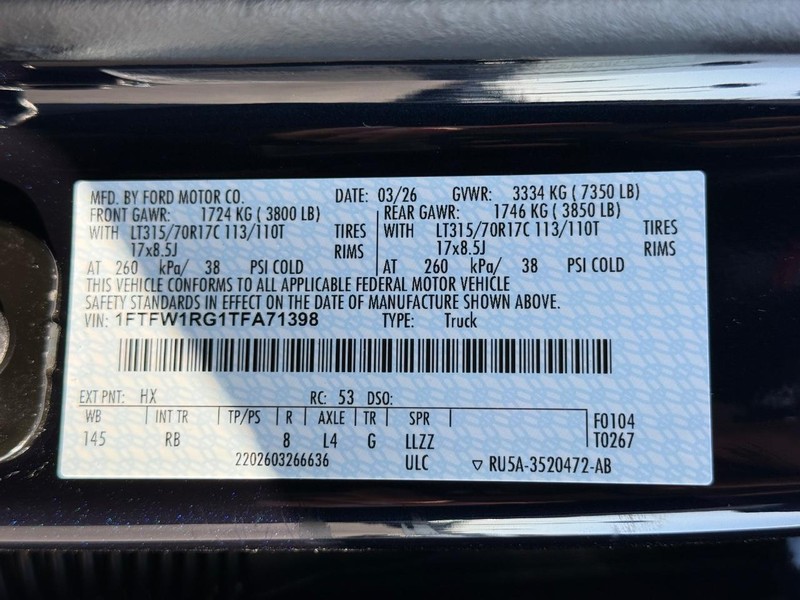 MFD. BY FORD MOTOR CO. DATE: 03/26 GVWR: 3334 KG ( 7350 LB)
FRONT GAWR: 1724 KG ( 3800 LB) REAR GAWR: 1746 KG ( 3850 LB)
WITH LT315/70R17C 113/110T TIRES WITH LT315/70R17C 113/110T TIRES
17x8.5J RIMS 17x8.5J RIMS
AT 260 kPa/ 38 PSI COLD AT 260 kPa/ 38 PSI COLD
THIS VEHICLE CONFORMS TO ALL APPLICABLE FEDERAL MOTOR VEHICLE
SAFETY STANDARDS IN EFFECT ON THE DATE OF MANUFACTURE SHOWN ABOVE.
VIN: 1FTFW1RG1TFA71398 TYPE: Truck
EXT PNT: HX RC: 53 DSO:
WB INT TR TP/PS R AXLE TR SPR F0104
145 RB 8 L4 G LLZZ T0267
2202603266636 ULC ▽ RU5A-3520472-AB